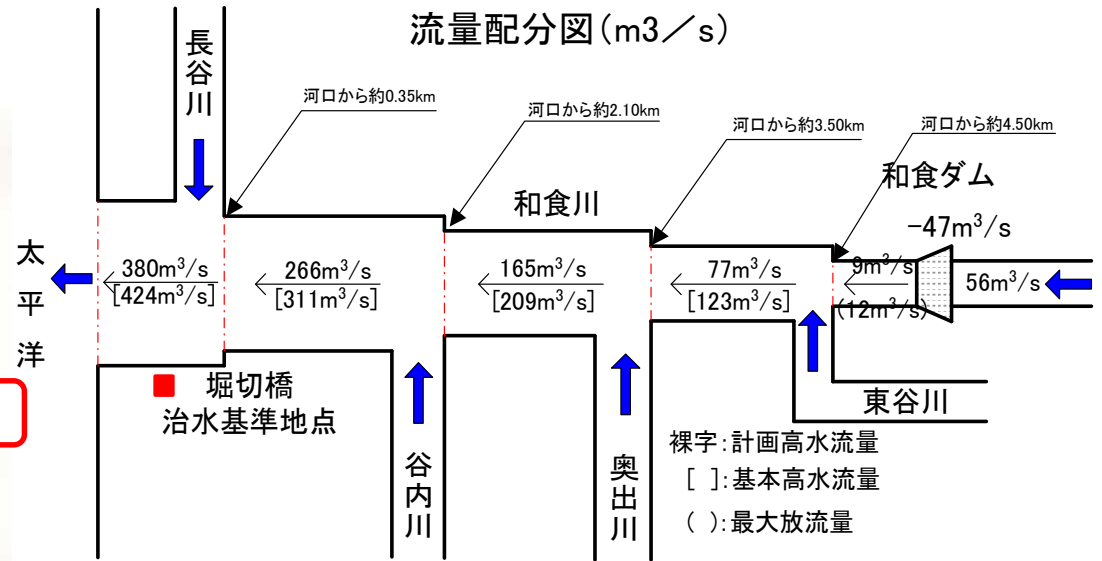 流量配分図(m3／s)
長谷川
河口から約0.35km
河口から約2.10km
河口から約3.50km
河口から約4.50km
和食ダム
和食川
-47m³/s
太平洋
380m³/s
[424m³/s]
266m³/s
[311m³/s]
165m³/s
[209m³/s]
77m³/s
[123m³/s]
9m³/s
(12m³/s)
56m³/s
堀切橋
治水基準地点
谷内川
奥出川
東谷川
裸字:計画高水流量
[ ]:基本高水流量
( ):最大放流量